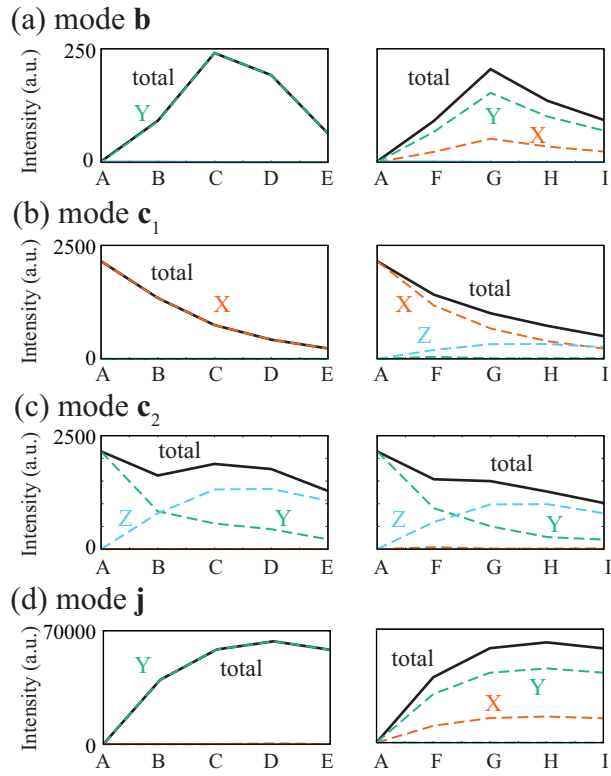 (a) mode b
Intensity (a.u.)
250
0
total
Y
A B C D E
total
Y
X
A F G H I
(b) mode c1
Intensity (a.u.)
2500
0
total
X
A B C D E
X
total
Z
A F G H I
(c) mode c2
Intensity (a.u.)
2500
0
total
Z
Y
A B C D E
total
Z
Y
A F G H I
(d) mode j
Intensity (a.u.)
70000
0
Y
total
A B C D E
total
Y
X
A F G H I